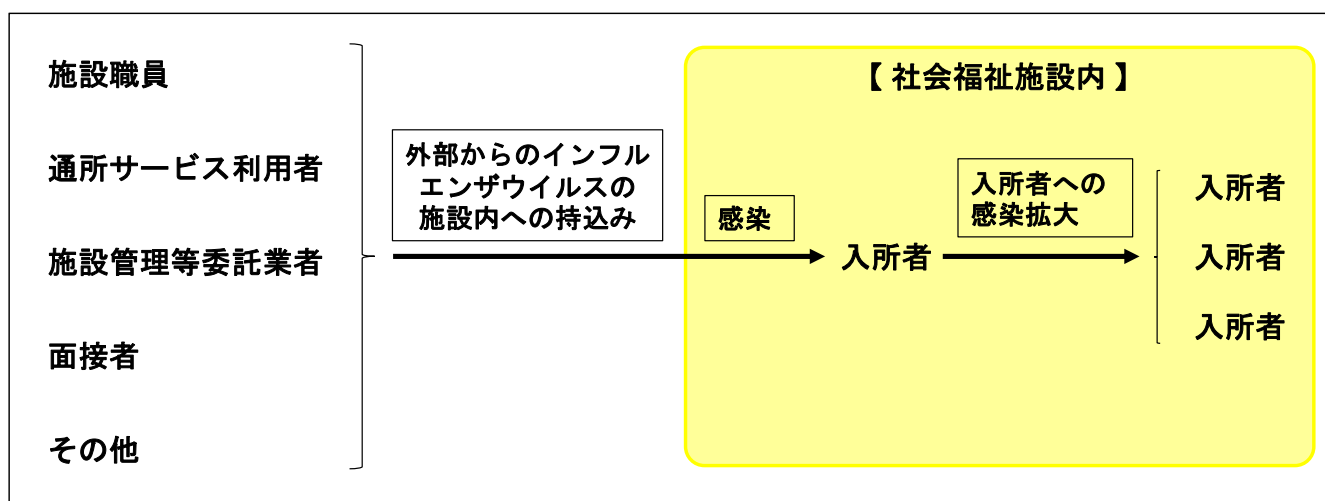 施設職員
通所サービス利用者
施設管理等委託業者
面接者
その他
外部からのインフル
エンザウイルスの
施設内への持込み
【 社会福祉施設内 】
感染
入所者
入所者への
感染拡大
入所者
入所者
入所者